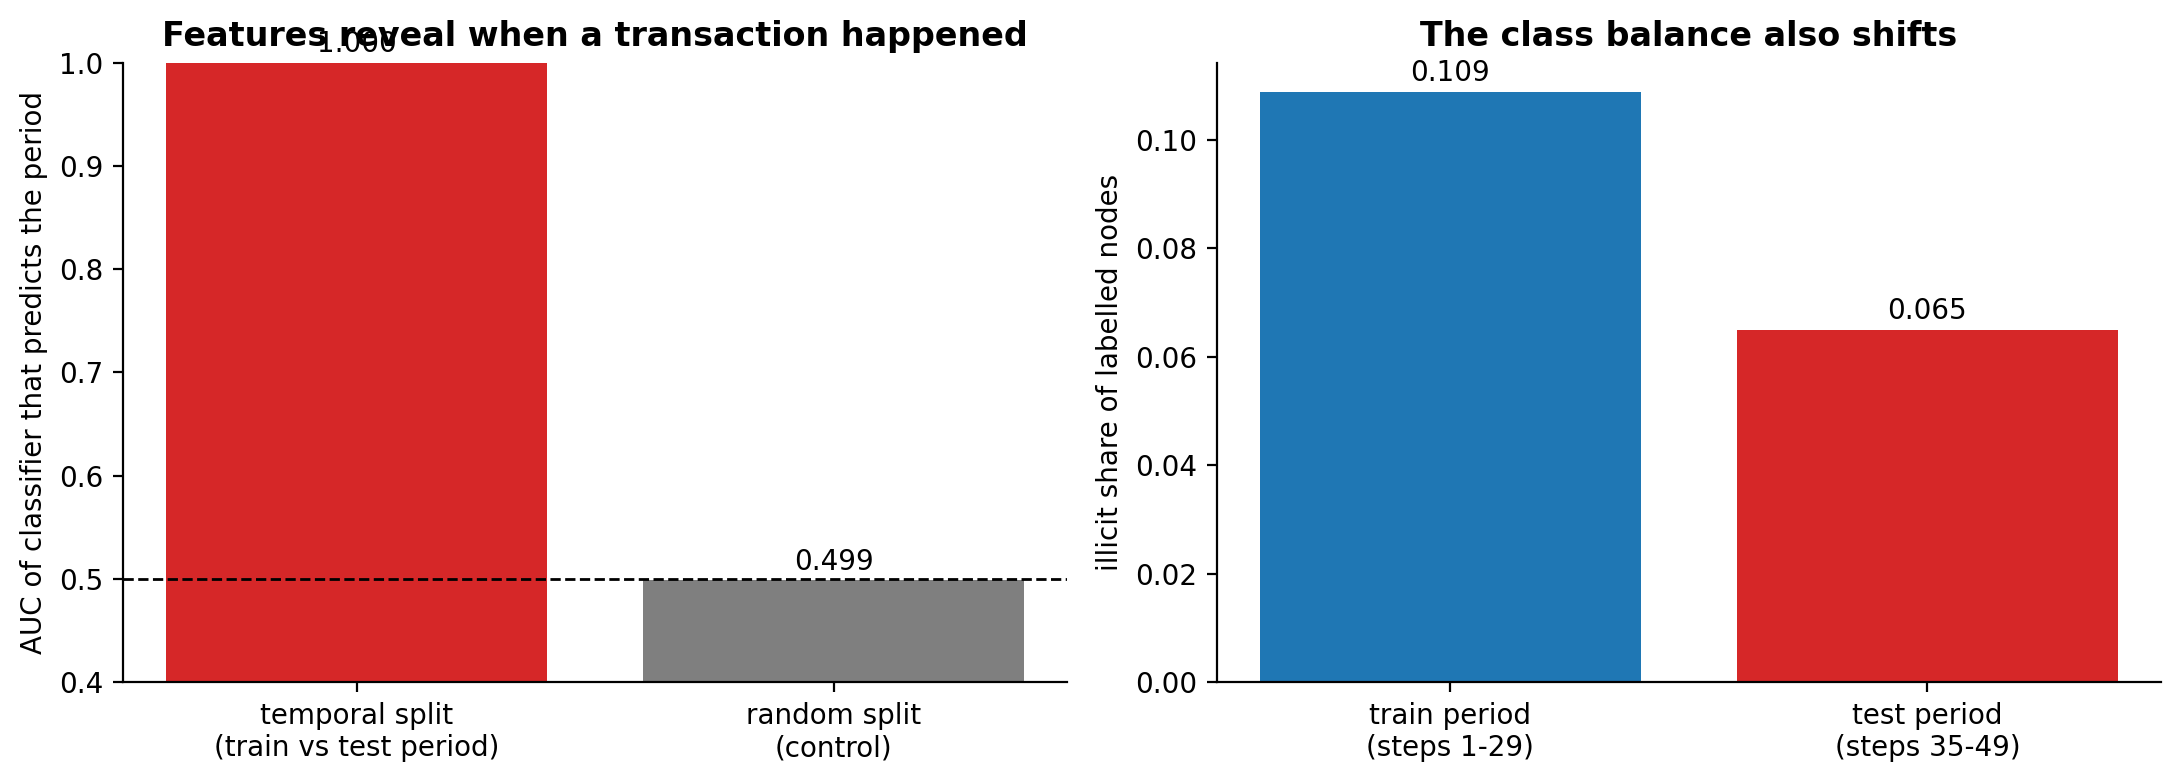 Features reveal when a transaction happened
1.000
AUC of classifier that predicts the period
1.0
0.9
0.8
0.7
0.6
0.5
0.4
0.499
temporal split
(train vs test period)
random split
(control)
The class balance also shifts
illicit share of labelled nodes
0.10
0.08
0.06
0.04
0.02
0.00
0.109
0.065
train period
(steps 1-29)
test period
(steps 35-49)